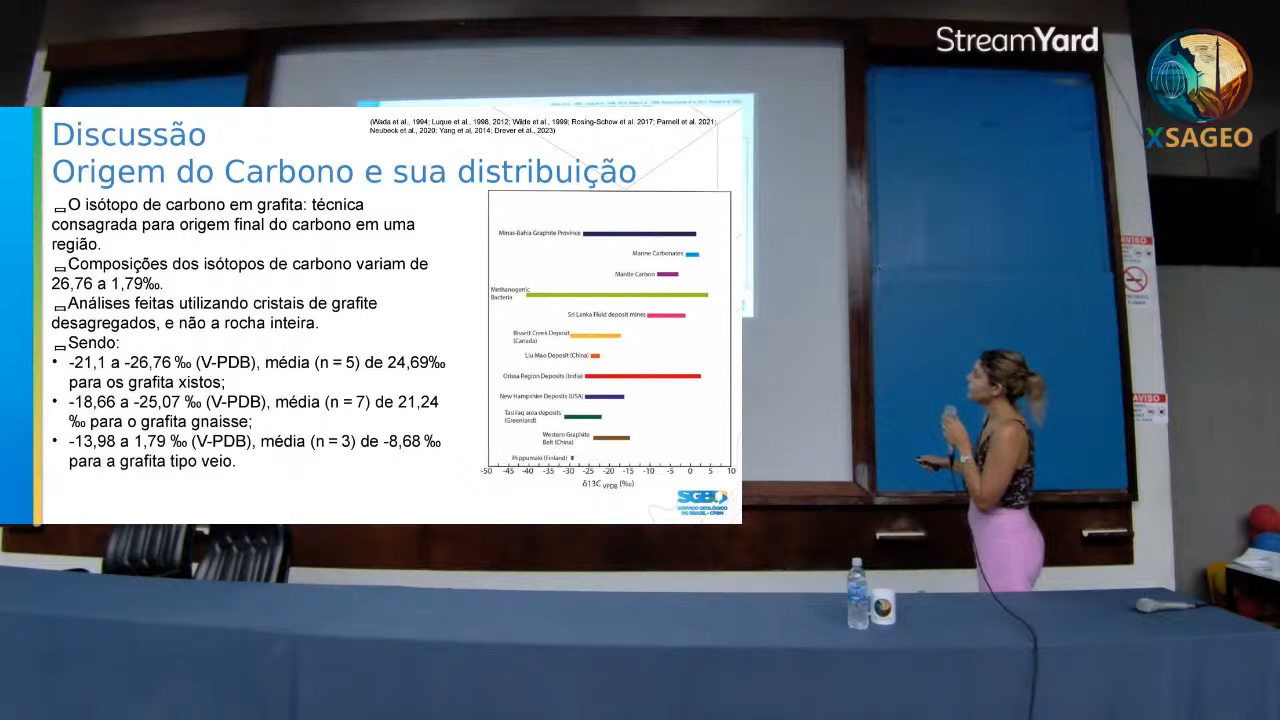 StreamYard
XSAGEO
(Wada et al., 1994; Luque et al., 1998, 2012; Wilde et al., 1999; Rosing-Schow et al. 2017; Parnell et al. 2021;
Neubeck et al., 2020; Yang et al, 2014; Drever et al., 2023)
Discussão
Origem do Carbono e sua distribuição
O isótopo de carbono em grafita: técnica
consagrada para origem final do carbono em uma
região.
Composições dos isótopos de carbono variam de
26,76 a 1,79‰.
Análises feitas utilizando cristais de grafite
desagregados, e não a rocha inteira.
Sendo:
• -21,1 a -26,76 ‰ (V-PDB), média (n = 5) de 24,69‰
para os grafita xistos;
• -18,66 a -25,07 ‰ (V-PDB), média (n = 7) de 21,24
‰ para o grafita gnaisse;
• -13,98 a 1,79 ‰ (V-PDB), média (n = 3) de -8,68 ‰
para a grafita tipo veio.
Minas-Bahia Graphite Province
Marine Carbonates
Mantle Carbon
Methanogenic
Bacteria
Sri Lanka Fluid deposit mines
Bissett Creek Deposit
(Canada)
Liu Mao Deposit (China)
Orissa Region Deposits (India)
New Hampshire Deposits (USA)
Tasiilaq area deposits
(Greenland)
Western Graphite
Belt (China)
Piippumäki (Finland)
-50 -45 -40 -35 -30 -25 -20 -15 -10 -5 0 5 10
δ13C VPDB (‰)
SGB
SERVIÇO GEOLÓGICO
DO BRASIL - CPRM
AVISO
AVISO